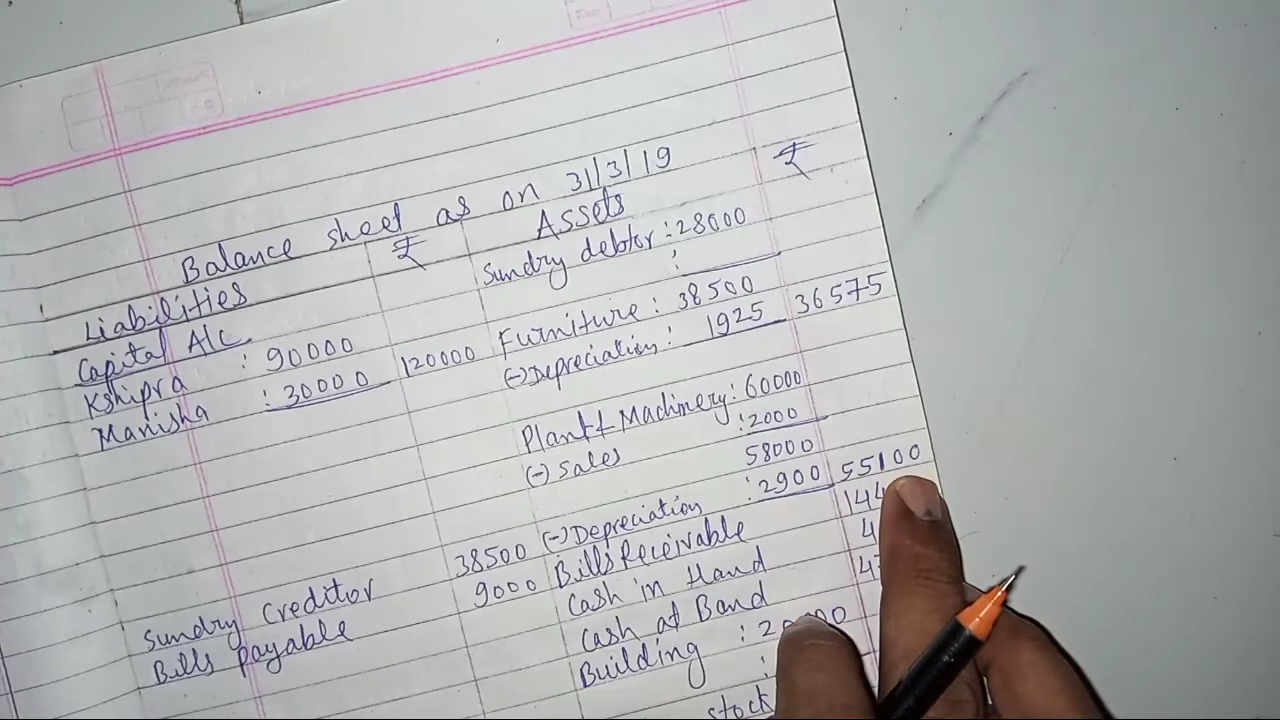 Balance sheet as on 31/3/19
Liabilities ₹ Assets ₹
Capital A/C Sundry debtor : 28000
Kshipra : 90000 :
Manisha : 30000 120000 Furniture : 38500
(-) Depreciation : 1925 36575
Plant & Machinery : 60000
(-) Sales : 2000
58000
(-) Depreciation : 2900 55100
Sundry Creditor 38500 Bills Receivable
Bills payable 9000 Cash in Hand
Cash at Band
Building :
stock